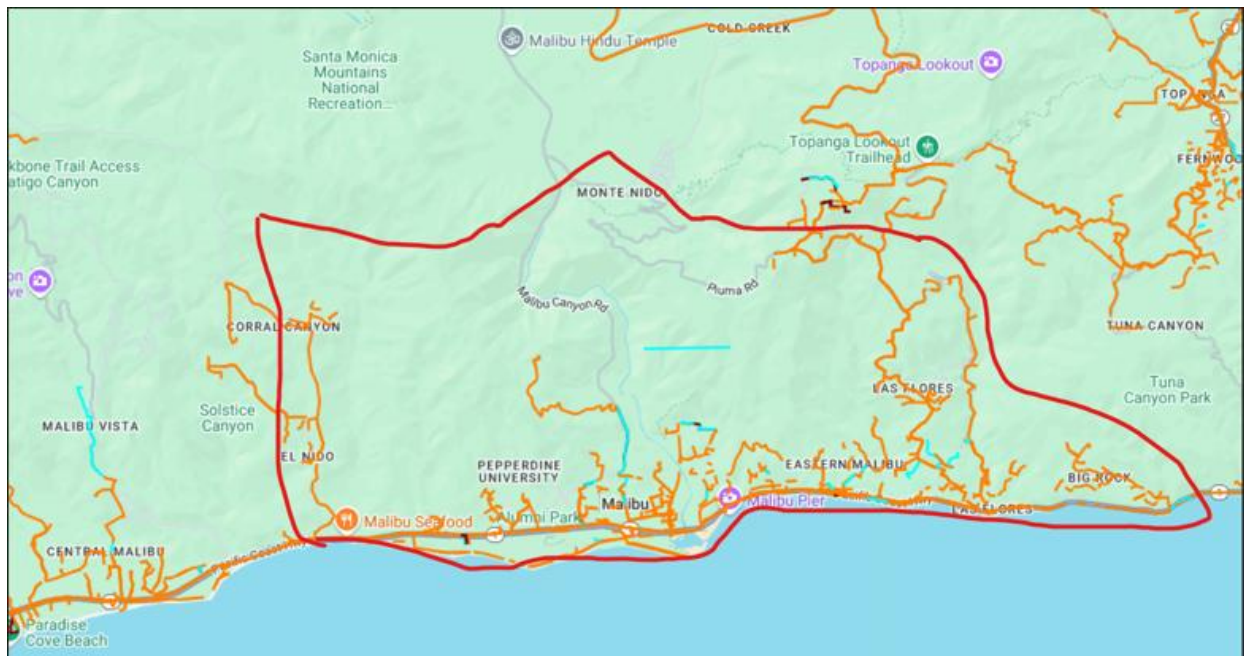 COLD CREEK
Malibu Hindu Temple
Santa Monica
Mountains
National
Recreation...
Topanga Lookout
TOPANGA
Topanga Lookout
Trailhead
FERNWOO
kbone Trail Access
atigo Canyon
MONTE NIDO
Piuma Rd
Malibu Canyon Rd
CORRAL CANYON
TUNA CANYON
Tuna
Canyon Park
LAS FLORES
Solstice
Canyon
MALIBU VISTA
EL NIDO
PEPPERDINE
UNIVERSITY
EASTERN MALIBU
BIG ROCK
Malibu
Malibu Pier
LAS FLORES
Malibu Seafood
Alumni Park
CENTRAL MALIBU
Pacific Coast Hwy
Paradise
Cove Beach